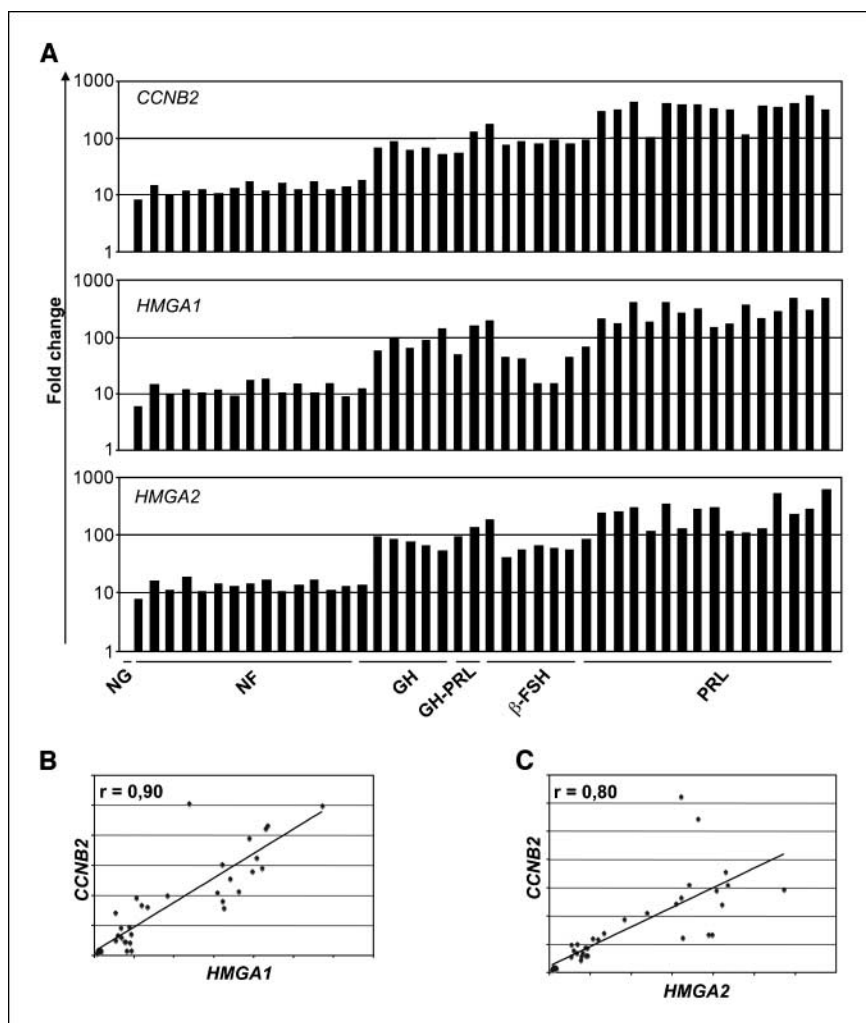 A
Fold change
1000
100
10
1
CCNB2
1000
100
10
1
HMGA1
1000
100
10
1
HMGA2
NG
NF
GH
GH-PRL
β-FSH
PRL
B
r = 0,90
CCNB2
HMGA1
C
r = 0,80
CCNB2
HMGA2